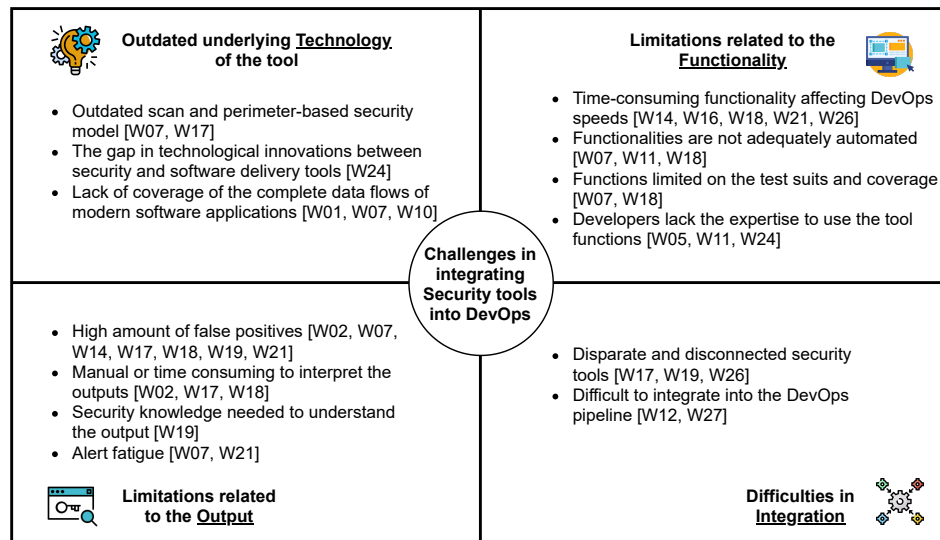 Outdated underlying Technology
of the tool
• Outdated scan and perimeter-based security
model [W07, W17]
• The gap in technological innovations between
security and software delivery tools [W24]
• Lack of coverage of the complete data flows of
modern software applications [W01, W07, W10]
Limitations related to the
Functionality
• Time-consuming functionality affecting DevOps
speeds [W14, W16, W18, W21, W26]
• Functionalities are not adequately automated
[W07, W11, W18]
• Functions limited on the test suits and coverage
[W07, W18]
• Developers lack the expertise to use the tool
functions [W05, W11, W24]
Challenges in
integrating
Security tools
into DevOps
• High amount of false positives [W02, W07,
W14, W17, W18, W19, W21]
• Manual or time consuming to interpret the
outputs [W02, W17, W18]
• Security knowledge needed to understand
the output [W19]
• Alert fatigue [W07, W21]
Limitations related
to the Output
• Disparate and disconnected security
tools [W17, W19, W26]
• Difficult to integrate into the DevOps
pipeline [W12, W27]
Difficulties in
Integration